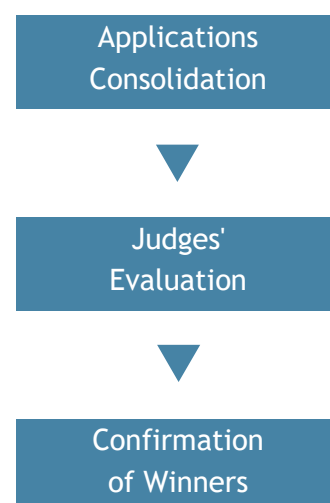 Applications
Consolidation
Judges'
Evaluation
Confirmation
of Winners